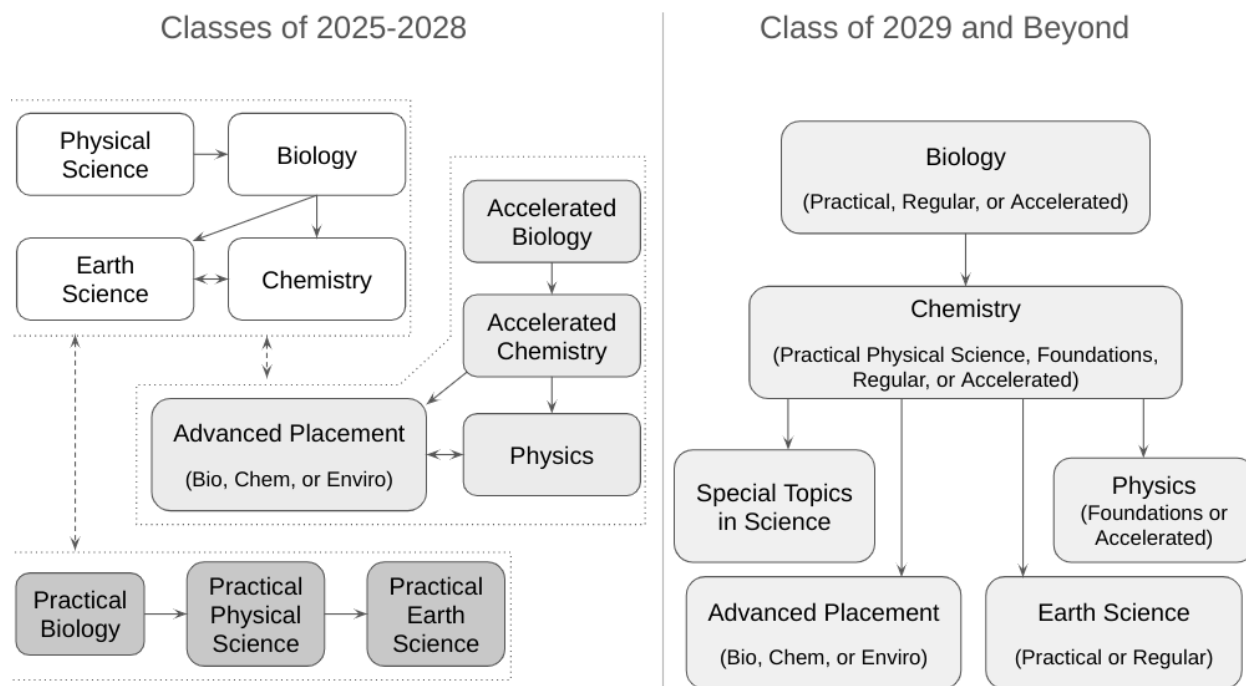 Classes of 2025-2028
Physical
Science
Biology
Earth
Science
Chemistry
Accelerated
Biology
Accelerated
Chemistry
Advanced Placement
(Bio, Chem, or Enviro)
Physics
Practical
Biology
Practical
Physical
Science
Practical
Earth
Science
Class of 2029 and Beyond
Biology
(Practical, Regular, or Accelerated)
Chemistry
(Practical Physical Science, Foundations,
Regular, or Accelerated)
Special Topics
in Science
Physics
(Foundations or
Accelerated)
Advanced Placement
(Bio, Chem, or Enviro)
Earth Science
(Practical or Regular)